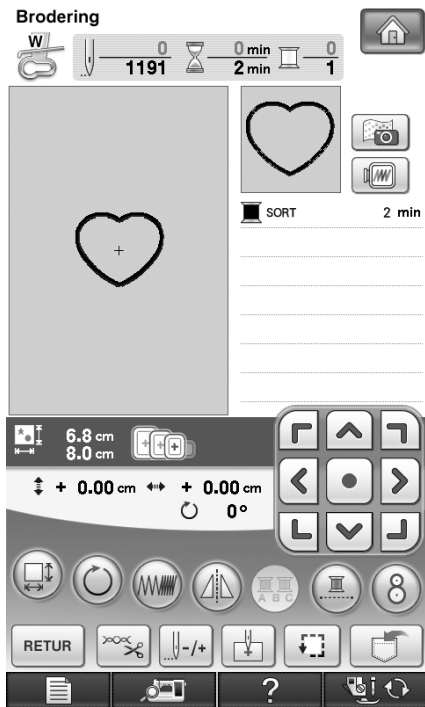 Brodering
W
0 0 min 0
1191 2 min 1
SORT 2 min
6.8 cm
8.0 cm
+ 0.00 cm + 0.00 cm
0°
A B C
8
RETUR -/+
? i